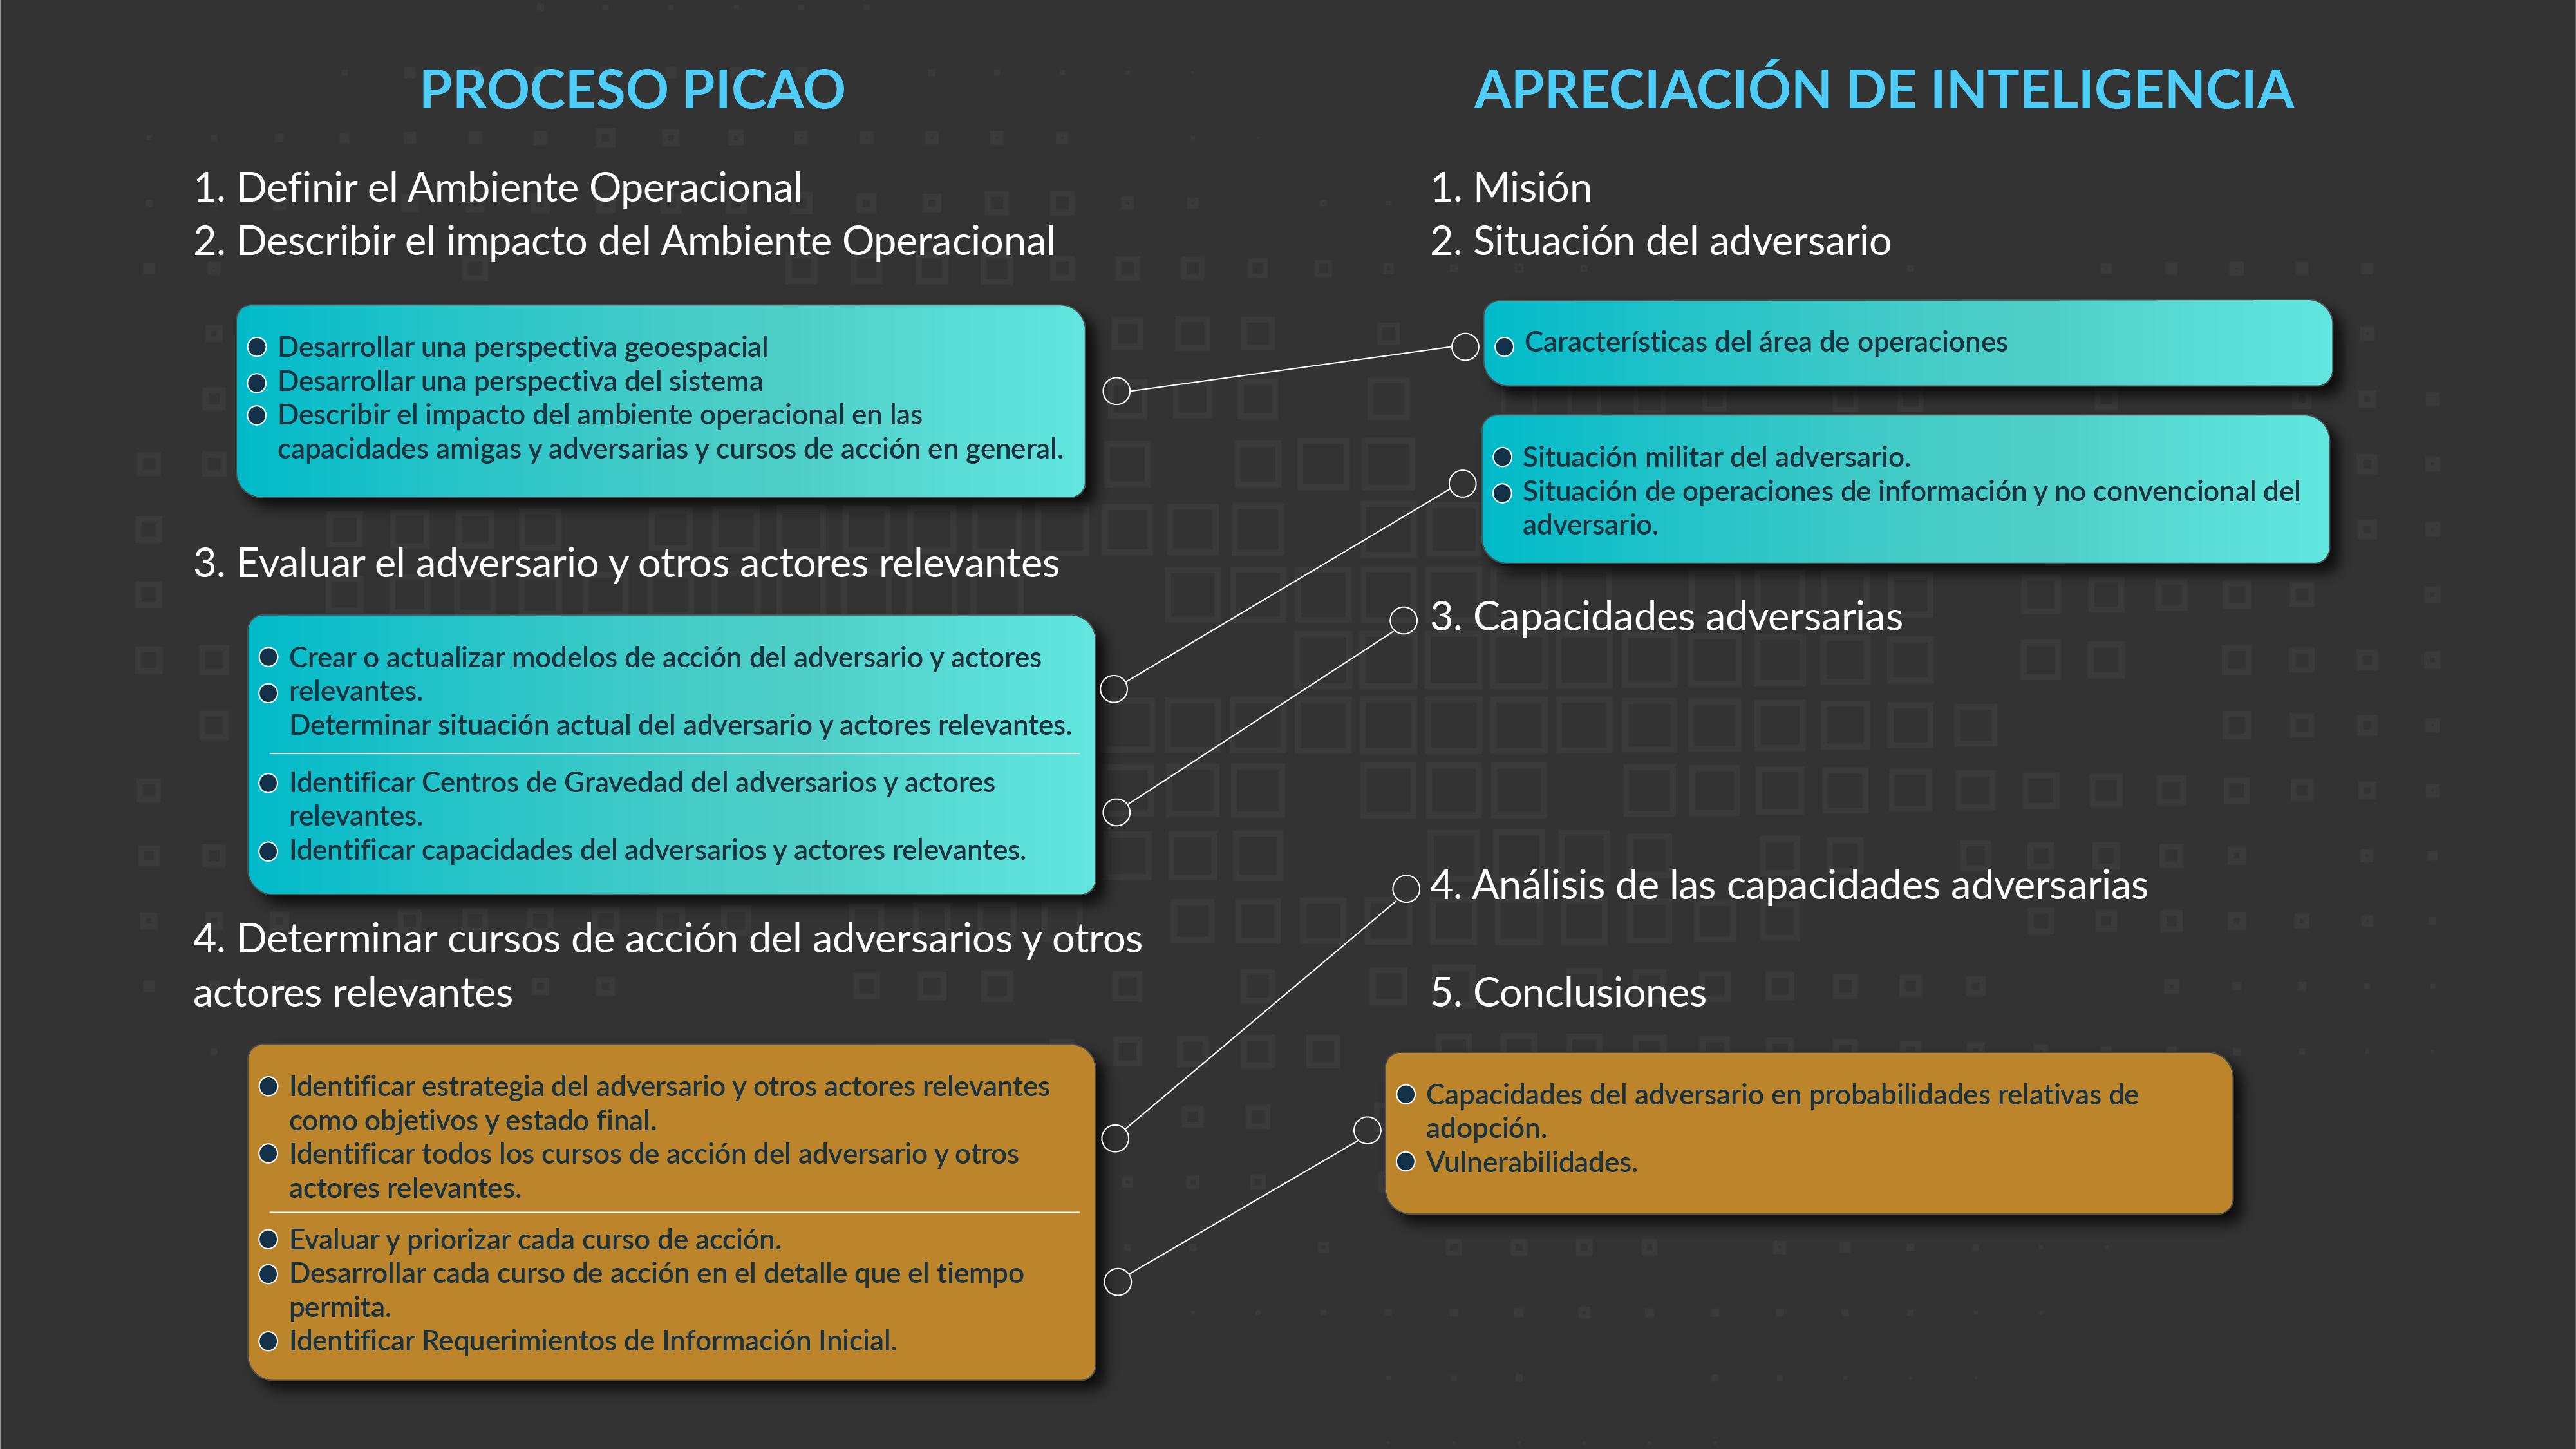 PROCESO PICAO
1. Definir el Ambiente Operacional
2. Describir el impacto del Ambiente Operacional
Desarrollar una perspectiva geoespacial
Desarrollar una perspectiva del sistema
Describir el impacto del ambiente operacional en las
capacidades amigas y adversarias y cursos de acción en general.
3. Evaluar el adversario y otros actores relevantes
Crear o actualizar modelos de acción del adversario y actores
relevantes.
Determinar situación actual del adversario y actores relevantes.
Identificar Centros de Gravedad del adversarios y actores
relevantes.
Identificar capacidades del adversarios y actores relevantes.
4. Determinar cursos de acción del adversarios y otros
actores relevantes
Identificar estrategia del adversario y otros actores relevantes
como objetivos y estado final.
Identificar todos los cursos de acción del adversario y otros
actores relevantes.
Evaluar y priorizar cada curso de acción.
Desarrollar cada curso de acción en el detalle que el tiempo
permita.
Identificar Requerimientos de Información Inicial.
APRECIACIÓN DE INTELIGENCIA
1. Misión
2. Situación del adversario
Características del área de operaciones
Situación militar del adversario.
Situación de operaciones de información y no convencional del
adversario.
3. Capacidades adversarias
4. Análisis de las capacidades adversarias
5. Conclusiones
Capacidades del adversario en probabilidades relativas de
adopción.
Vulnerabilidades.